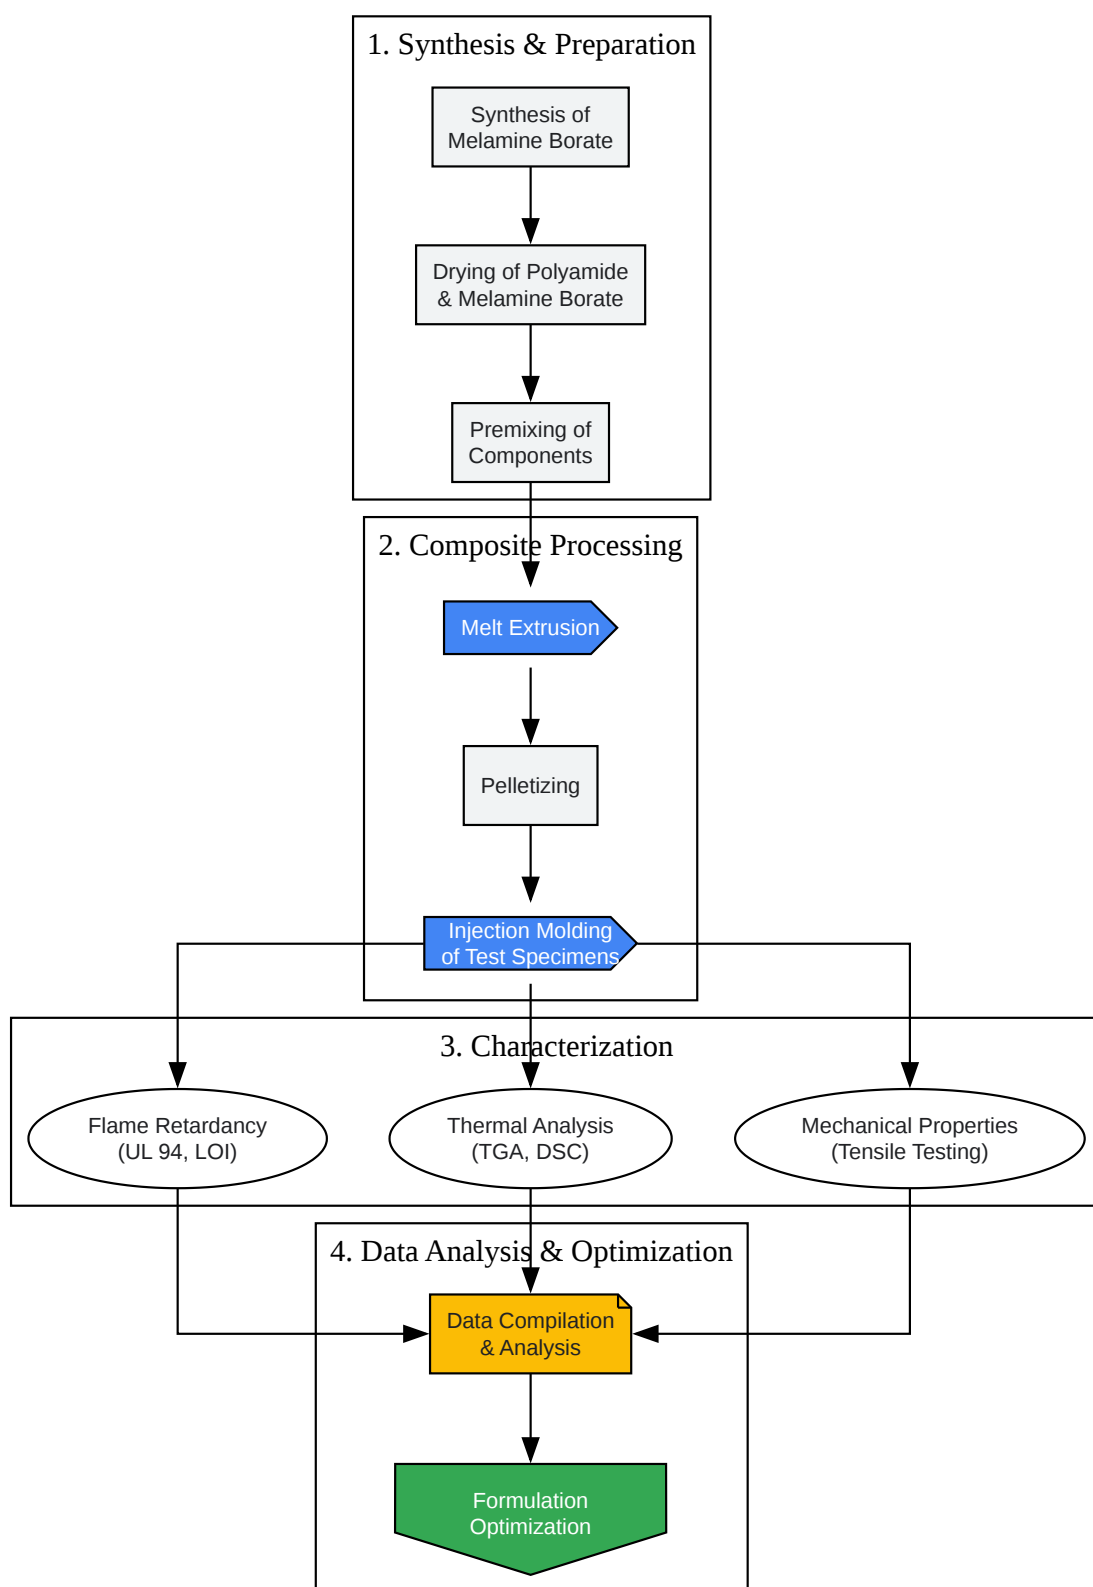 1. Synthesis & Preparation
Synthesis of
Melamine Borate
Drying of Polyamide
& Melamine Borate
Premixing of
Components
2. Composite Processing
Melt Extrusion
Pelletizing
Injection Molding
of Test Specimens
3. Characterization
Flame Retardancy
(UL 94, LOI)
Thermal Analysis
(TGA, DSC)
Mechanical Properties
(Tensile Testing)
4. Data Analysis & Optimization
Data Compilation
& Analysis
Formulation
Optimization